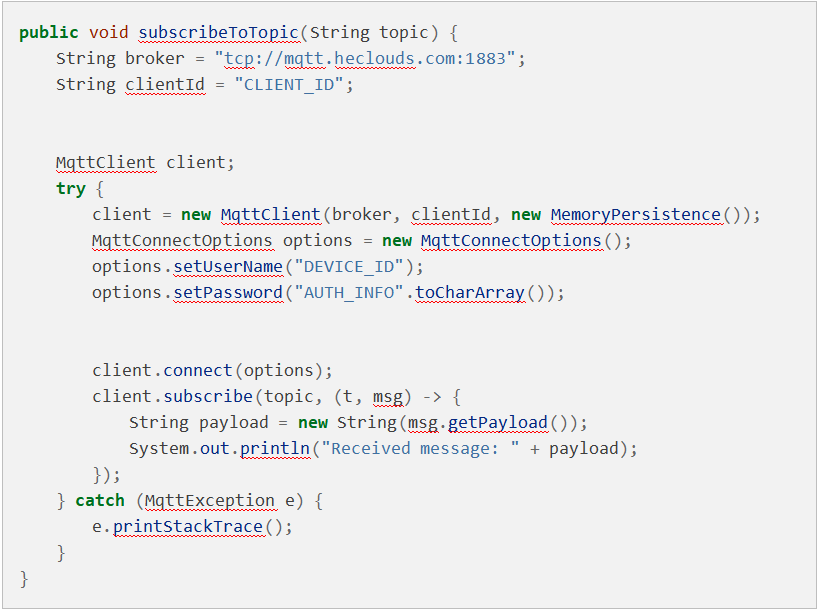 public void subscribeToTopic(String topic) {
    String broker = "tcp://mqtt.heclouds.com:1883";
    String clientId = "CLIENT_ID";
    MqttClient client;
    try {
        client = new MqttClient(broker, clientId, new MemoryPersistence());
        MqttConnectOptions options = new MqttConnectOptions();
        options.setUserName("DEVICE_ID");
        options.setPassword("AUTH_INFO".toCharArray());
        client.connect(options);
        client.subscribe(topic, (t, msg) -> {
            String payload = new String(msg.getPayload());
            System.out.println("Received message: " + payload);
        });
    } catch (MqttException e) {
        e.printStackTrace();
    }
}